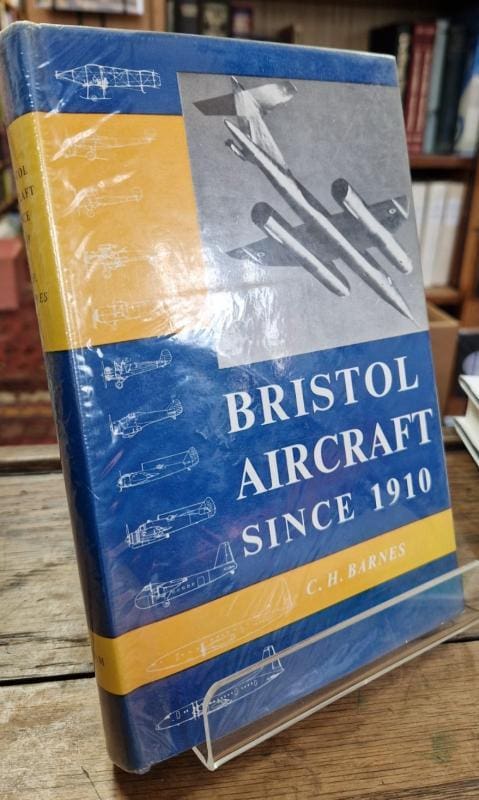 BRISTOL
AIRCRAFT
SINCE 1910
C. H. BARNES